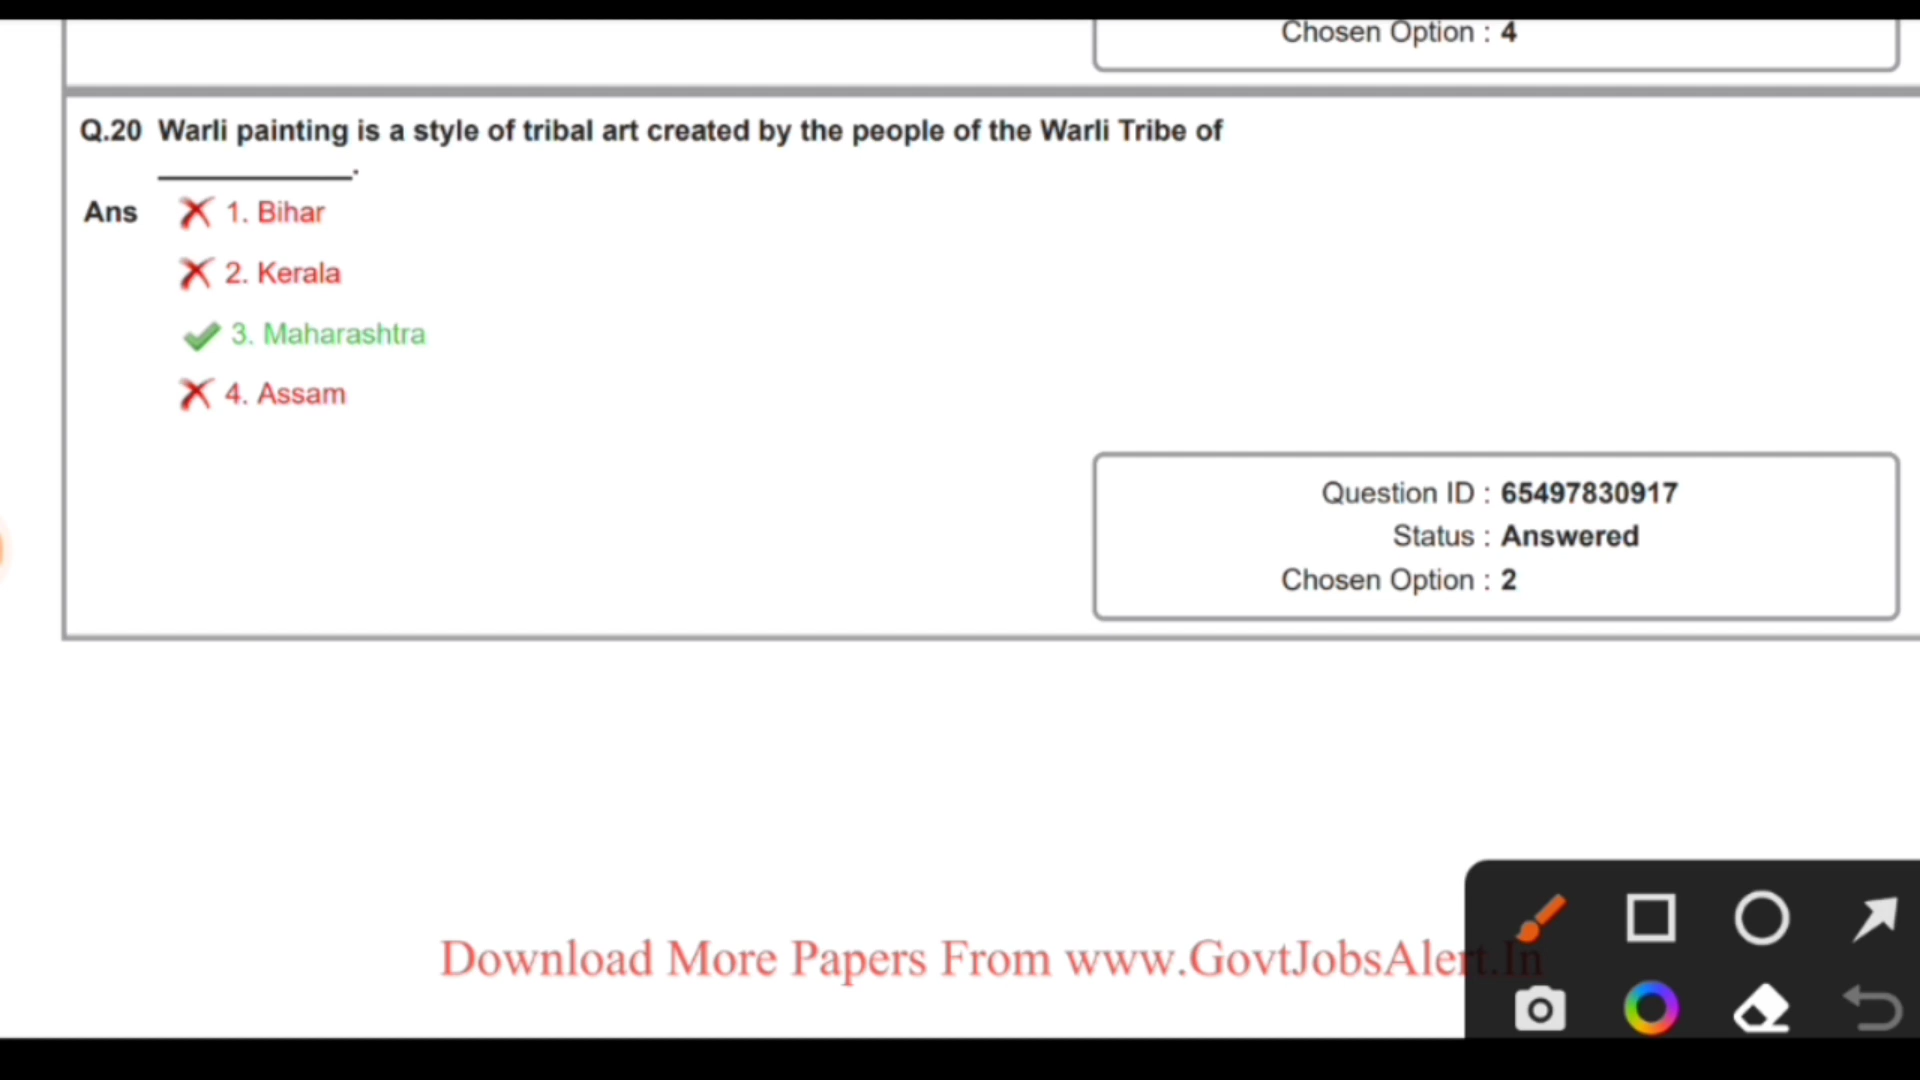 Chosen Option : 4
Q.20 Warli painting is a style of tribal art created by the people of the Warli Tribe of
____________.
Ans 1. Bihar
2. Kerala
3. Maharashtra
4. Assam
Question ID : 65497830917
Status : Answered
Chosen Option : 2
Download More Papers From www.GovtJobsAlert.In